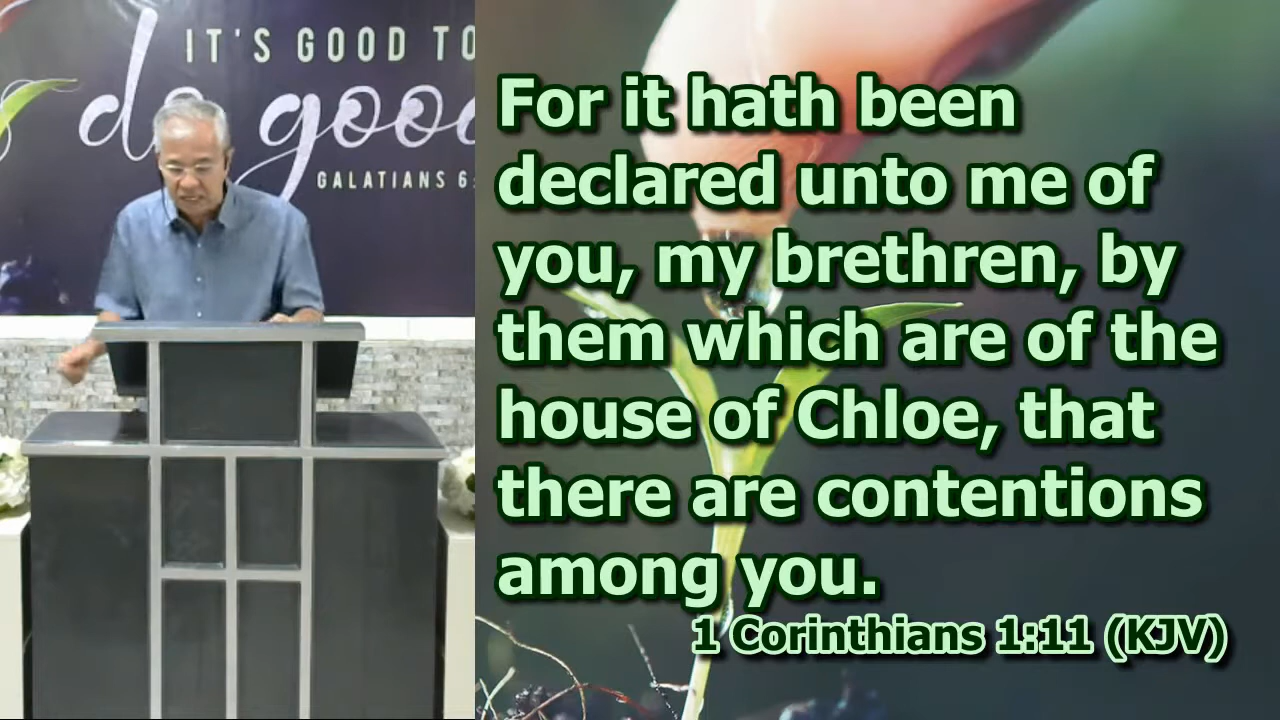 IT'S GOOD TO
do good
GALATIANS 6:
For it hath been
declared unto me of
you, my brethren, by
them which are of the
house of Chloe, that
there are contentions
among you.
1 Corinthians 1:11 (KJV)